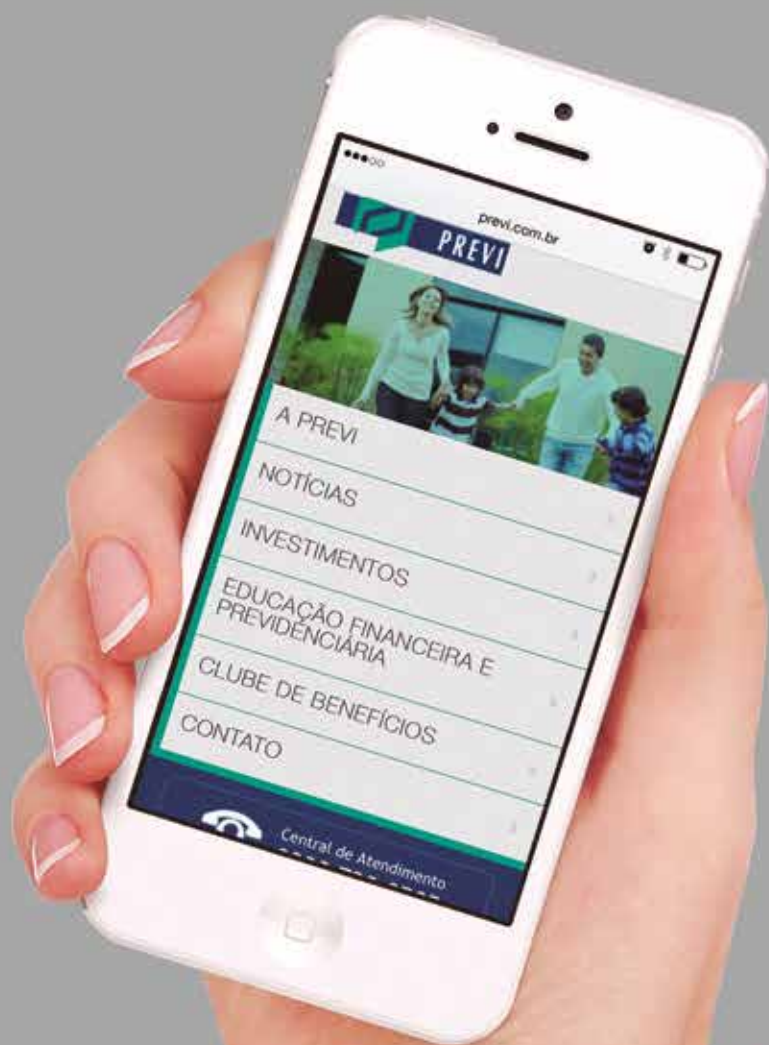 previ.com.br
PREVI
A PREVI
NOTÍCIAS
INVESTIMENTOS
EDUCAÇÃO FINANCEIRA E
PREVIDENCIÁRIA
CLUBE DE BENEFÍCIOS
CONTATO
Central de Atendimento